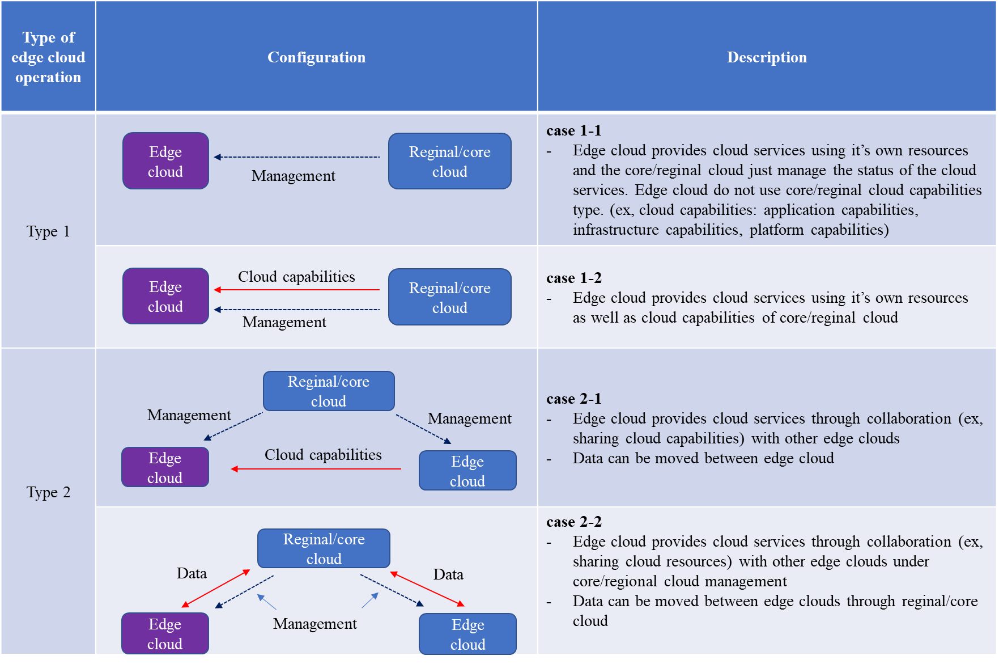 Type of
edge cloud
operation
Configuration
Description
Type 1
Edge
cloud
Management
Reginal/core
cloud
case 1-1
- Edge cloud provides cloud services using it’s own resources
and the core/reginal cloud just manage the status of the cloud
services. Edge cloud do not use core/reginal cloud capabilities
type. (ex, cloud capabilities: application capabilities,
infrastructure capabilities, platform capabilities)
Edge
cloud
Cloud capabilities
Management
Reginal/core
cloud
case 1-2
- Edge cloud provides cloud services using it’s own resources
as well as cloud capabilities of core/reginal cloud
Type 2
Reginal/core
cloud
Management
Management
Edge
cloud
Cloud capabilities
Edge
cloud
case 2-1
- Edge cloud provides cloud services through collaboration (ex,
sharing cloud capabilities) with other edge clouds
- Data can be moved between edge cloud
Reginal/core
cloud
Data
Data
Edge
cloud
Management
Edge
cloud
case 2-2
- Edge cloud provides cloud services through collaboration (ex,
sharing cloud resources) with other edge clouds under
core/regional cloud management
- Data can be moved between edge clouds through reginal/core
cloud